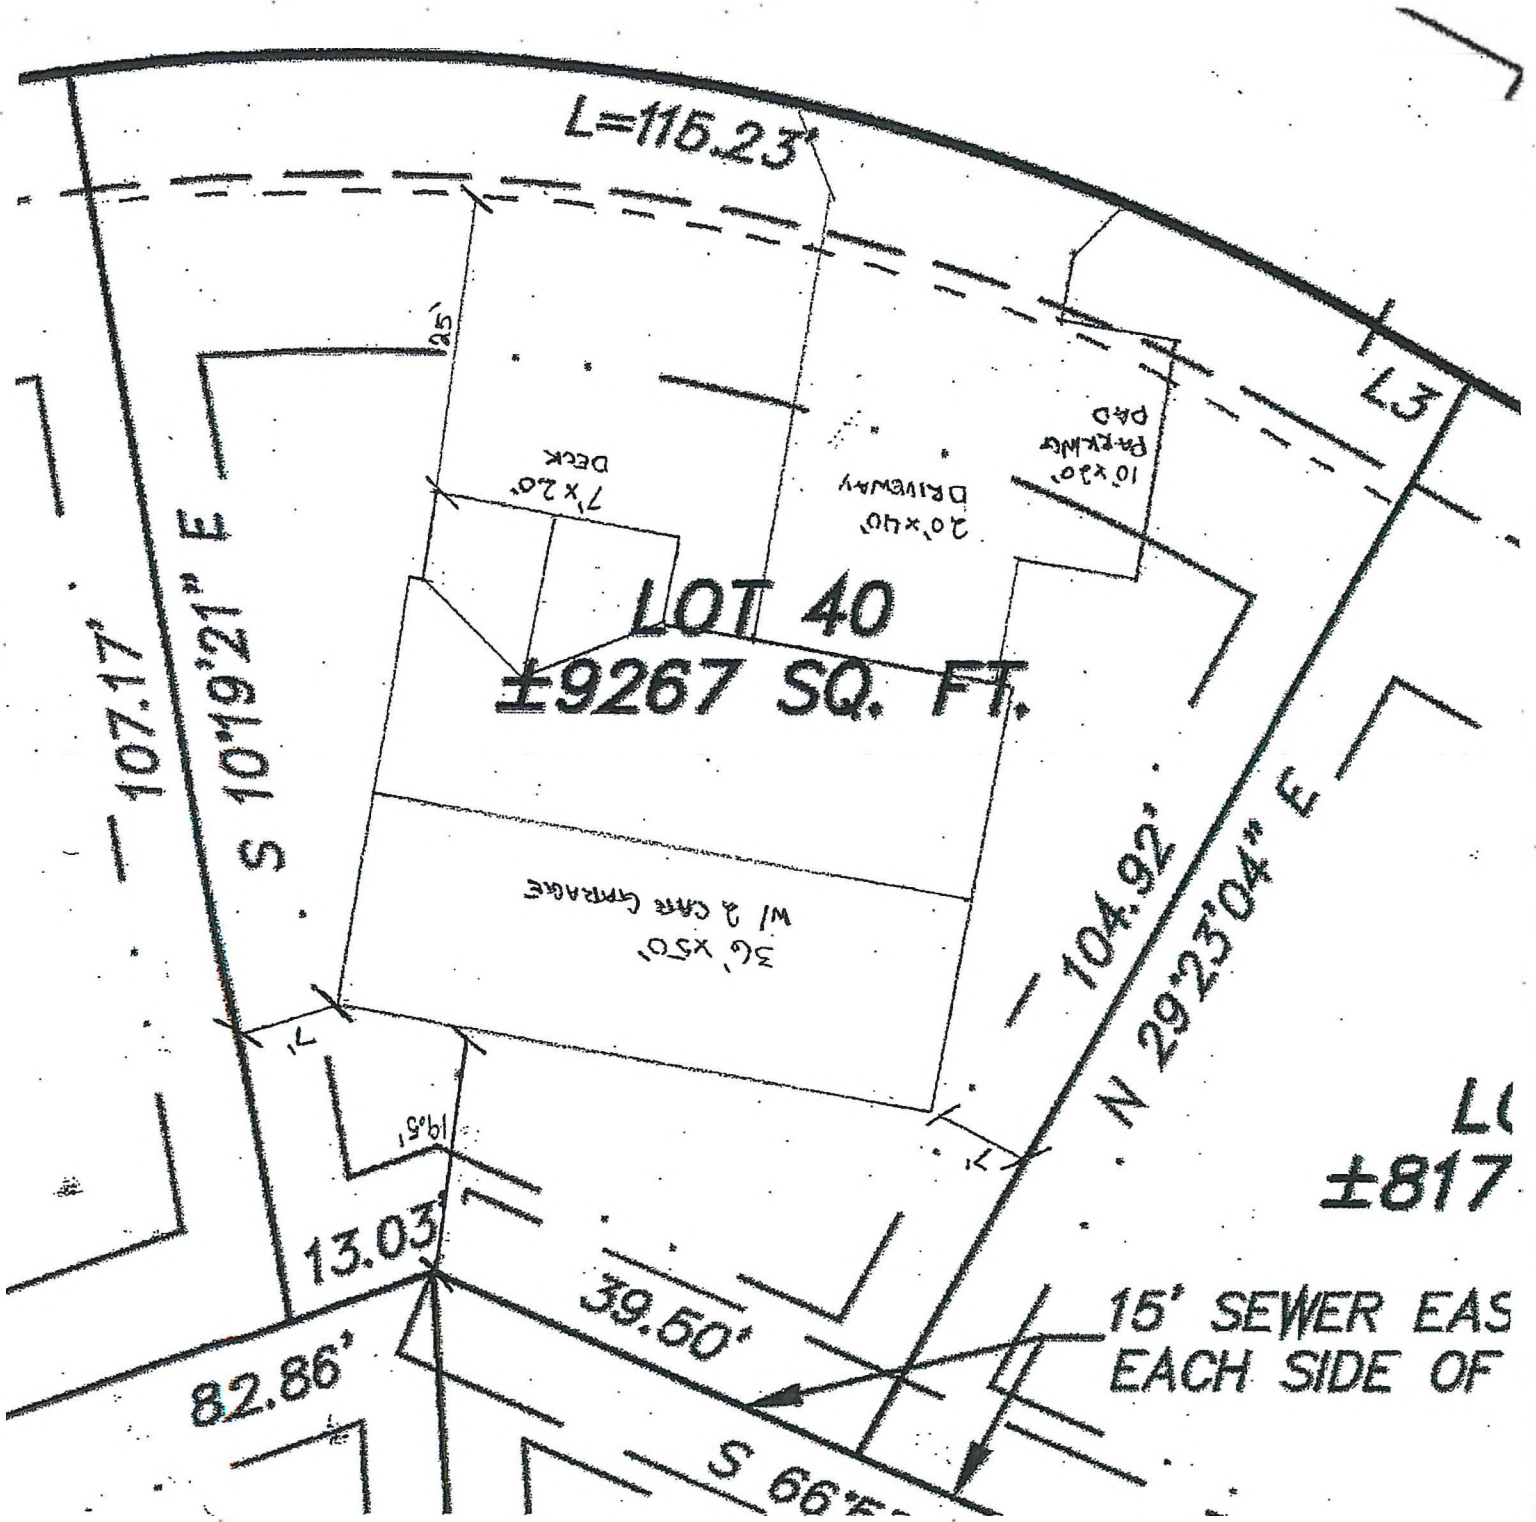 L=115.23'
L3
25'
7'x20'
DECK
20'x40'
DRIVEWAY
10'x20'
PARKING
PAD
LOT 40
±9267 SQ. FT.
107.17'
S 10°19'21" E
36'x50'
W/ 2 CAR GARAGE
104.92'
N 29°23'04" E
7'
7'
19.5'
13.03'
39.50'
82.86'
±817
15' SEWER EAS
EACH SIDE OF
S 66°